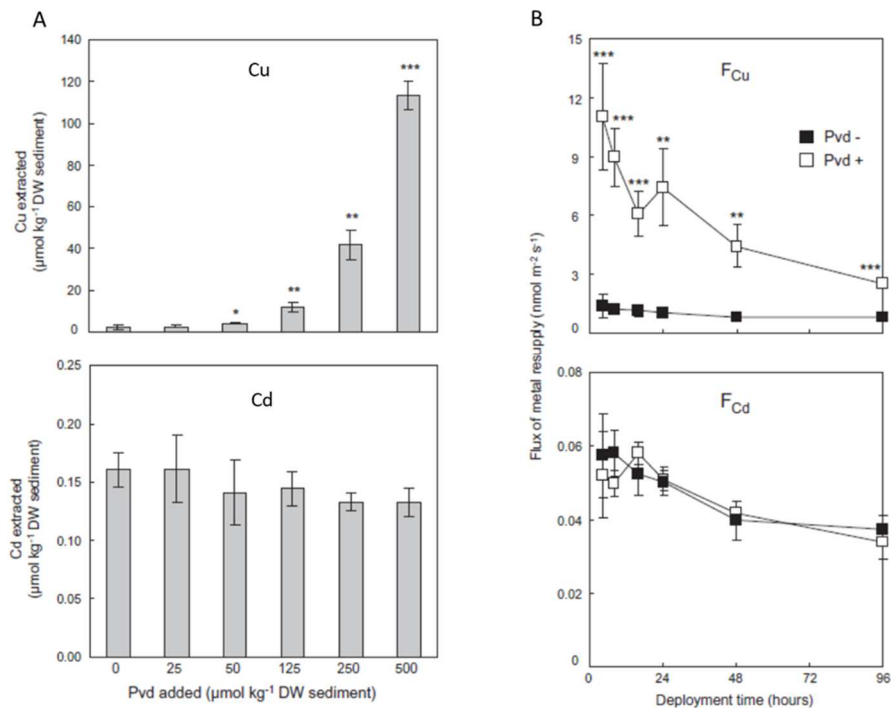 A
Cu
Cu extracted
(µmol kg⁻¹ DW sediment)
140
120
100
80
60
40
20
0
*
**
**
***
Cd
Cd extracted
(µmol kg⁻¹ DW sediment)
0.25
0.20
0.15
0.10
0.05
0.00
0 25 50 125 250 500
Pvd added (µmol kg⁻¹ DW sediment)
B
F_Cu
Flux of metal resupply (nmol m⁻² s⁻¹)
15
12
9
6
3
0
***
***
***
**
**
***
Pvd -
Pvd +
F_Cd
0.08
0.06
0.04
0.02
0
0 24 48 72 96
Deployment time (hours)